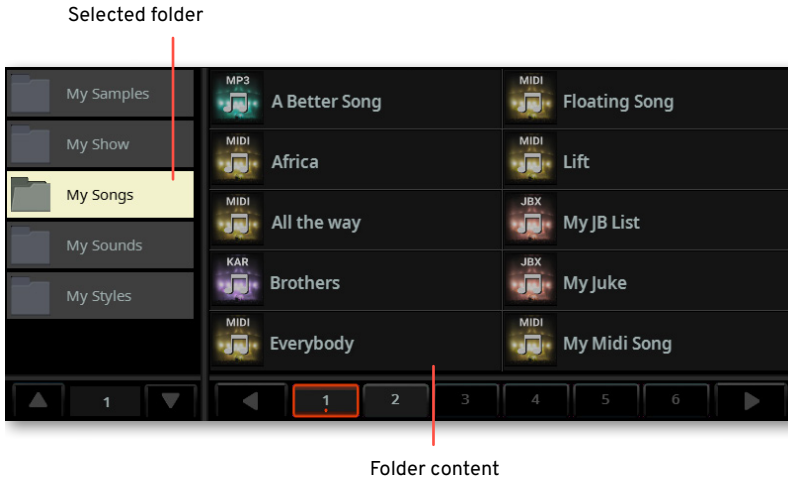 Selected folder
My Samples
My Show
My Songs
My Sounds
My Styles
1
MP3
A Better Song
MIDI
Africa
MIDI
All the way
KAR
Brothers
MIDI
Everybody
MIDI
Floating Song
MIDI
Lift
JBX
My JB List
JBX
My Juke
MIDI
My Midi Song
1 2 3 4 5 6
Folder content